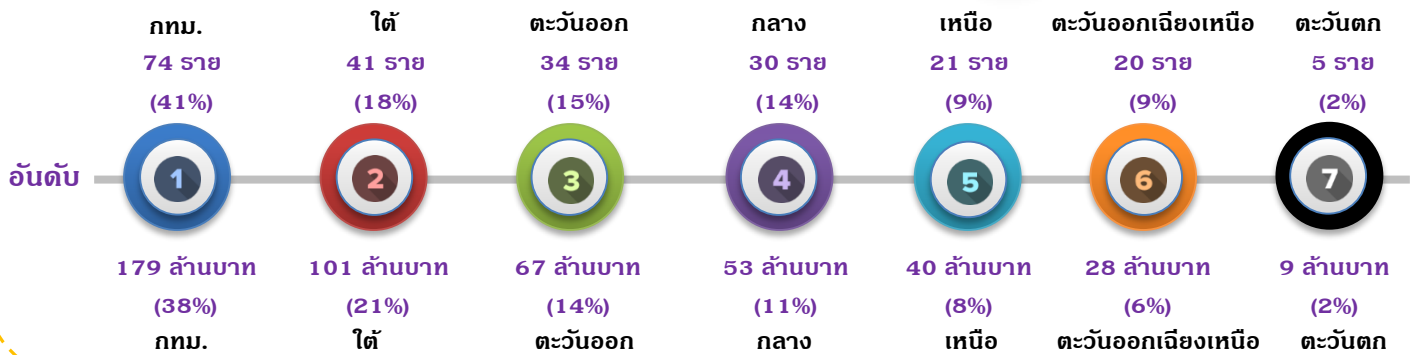 กทม. ใต้ ตะวันออก กลาง เหนือ ตะวันออกเฉียงเหนือ ตะวันตก
74 ราย 41 ราย 34 ราย 30 ราย 21 ราย 20 ราย 5 ราย
(41%) (18%) (15%) (14%) (9%) (9%) (2%)
อันดับ 1 2 3 4 5 6 7
179 ล้านบาท 101 ล้านบาท 67 ล้านบาท 53 ล้านบาท 40 ล้านบาท 28 ล้านบาท 9 ล้านบาท
(38%) (21%) (14%) (11%) (8%) (6%) (2%)
กทม. ใต้ ตะวันออก กลาง เหนือ ตะวันออกเฉียงเหนือ ตะวันตก